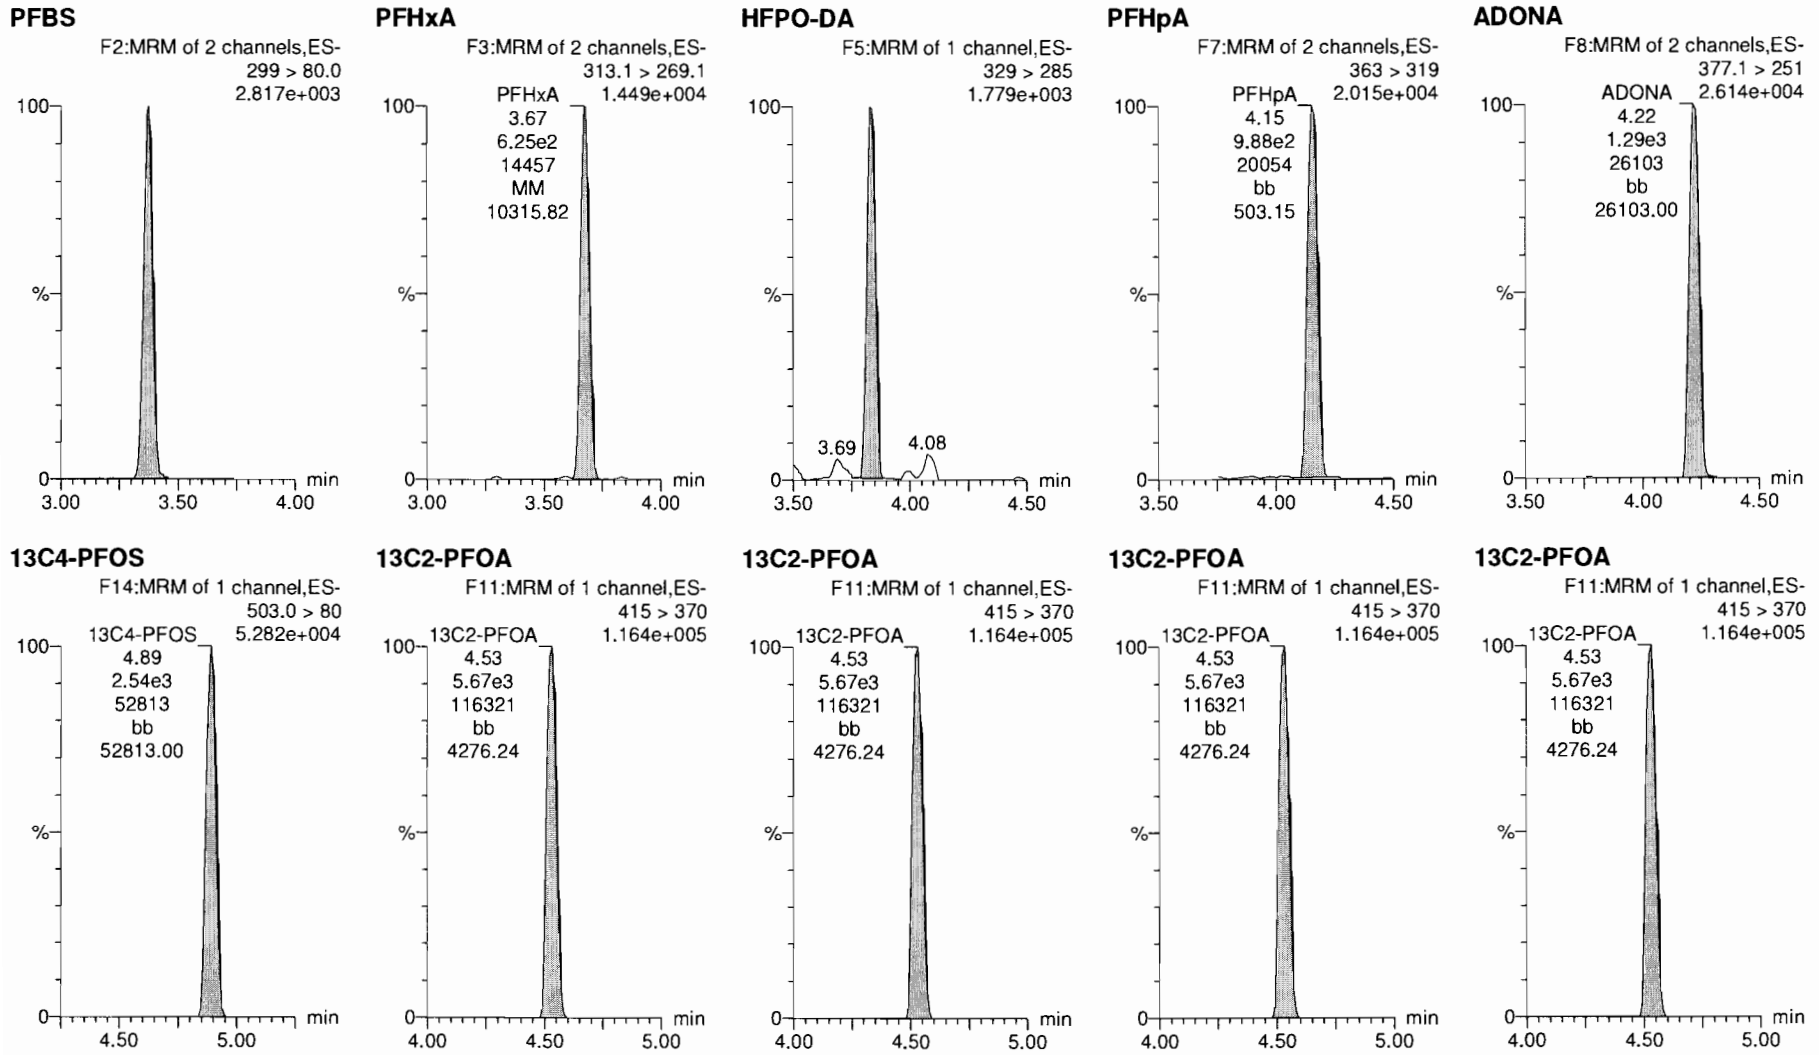 PFBS
F2:MRM of 2 channels,ES-
299 > 80.0
2.817e+003
100
%
0
min
3.00 3.50 4.00
PFHxA
F3:MRM of 2 channels,ES-
313.1 > 269.1
1.449e+004
PFHxA
3.67
6.25e2
14457
MM
10315.82
100
%
0
min
3.00 3.50 4.00
HFPO-DA
F5:MRM of 1 channel,ES-
329 > 285
1.779e+003
100
%
3.69
4.08
0
min
3.50 4.00 4.50
PFHpA
F7:MRM of 2 channels,ES-
363 > 319
2.015e+004
PFHpA
4.15
9.88e2
20054
bb
503.15
100
%
0
min
3.50 4.00 4.50
ADONA
F8:MRM of 2 channels,ES-
377.1 > 251
2.614e+004
ADONA
4.22
1.29e3
26103
bb
26103.00
100
%
0
min
3.50 4.00 4.50
13C4-PFOS
F14:MRM of 1 channel,ES-
503.0 > 80
5.282e+004
13C4-PFOS
4.89
2.54e3
52813
bb
52813.00
100
%
0
min
4.50 5.00
13C2-PFOA
F11:MRM of 1 channel,ES-
415 > 370
1.164e+005
13C2-PFOA
4.53
5.67e3
116321
bb
4276.24
100
%
0
min
4.00 4.50 5.00
13C2-PFOA
F11:MRM of 1 channel,ES-
415 > 370
1.164e+005
13C2-PFOA
4.53
5.67e3
116321
bb
4276.24
100
%
0
min
4.00 4.50 5.00
13C2-PFOA
F11:MRM of 1 channel,ES-
415 > 370
1.164e+005
13C2-PFOA
4.53
5.67e3
116321
bb
4276.24
100
%
0
min
4.00 4.50 5.00
13C2-PFOA
F11:MRM of 1 channel,ES-
415 > 370
1.164e+005
13C2-PFOA
4.53
5.67e3
116321
bb
4276.24
100
%
0
min
4.00 4.50 5.00